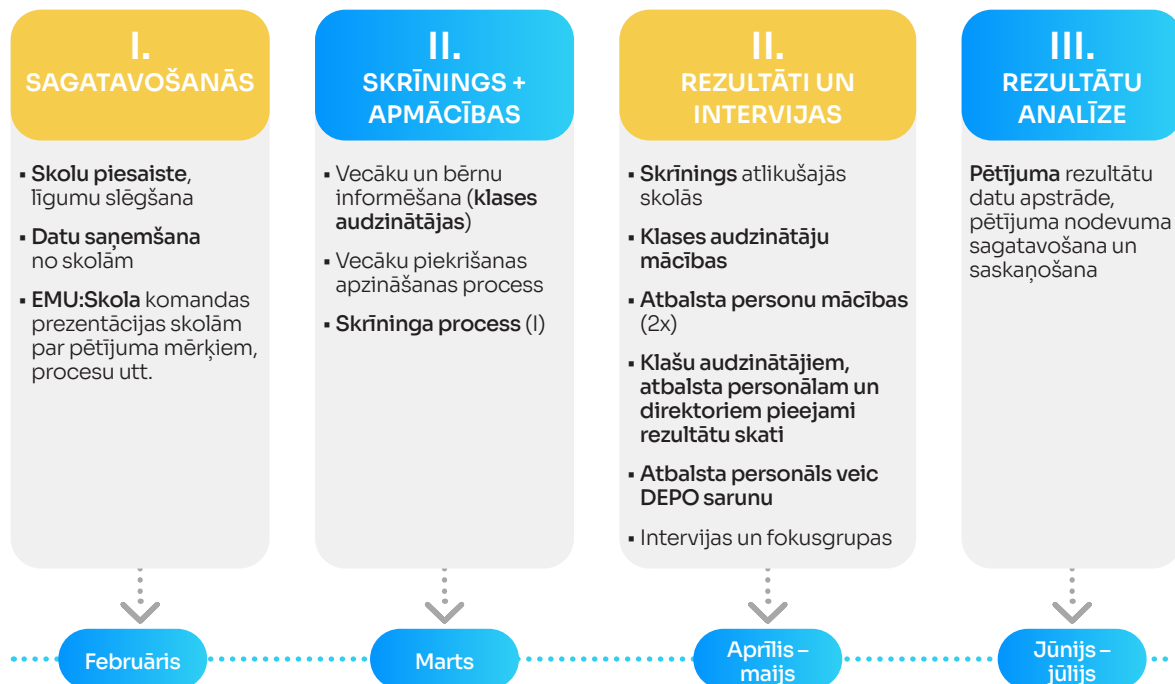 I.
SAGATAVOŠANĀS
▪ Skolu piesaiste,
līgumu slēgšana
▪ Datu saņemšana
no skolām
▪ EMU:Skola komandas
prezentācijas skolām
par pētījuma mērķiem,
procesu utt.
Februāris
II.
SKRĪNINGS +
APMĀCĪBAS
▪ Vecāku un bērnu
informēšana (klases
audzinātājas)
▪ Vecāku piekrišanas
apzināšanas process
▪ Skrīninga process (I)
Marts
II.
REZULTĀTI UN
INTERVIJAS
▪ Skrīnings atlikušajās
skolās
▪ Klases audzinātāju
mācības
▪ Atbalsta personu mācības
(2x)
▪ Klašu audzinātājiem,
atbalsta personālam un
direktoriem pieejami
rezultātu skati
▪ Atbalsta personāls veic
DEPO sarunu
▪ Intervijas un fokusgrupas
Aprīlis –
maijs
III.
REZULTĀTU
ANALĪZE
Pētījuma rezultātu
datu apstrāde,
pētījuma nodevuma
sagatavošana un
saskaņošana
Jūnijs –
jūlijs